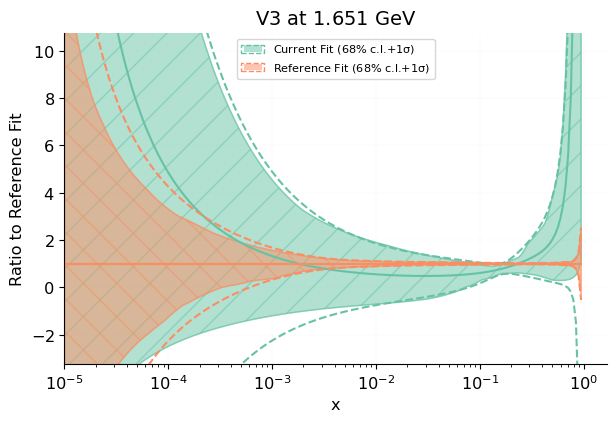 V3 at 1.651 GeV
Current Fit (68% c.l.+1σ)
Reference Fit (68% c.l.+1σ)
Ratio to Reference Fit
10
8
6
4
2
0
−2
10⁻⁵
10⁻⁴
10⁻³
10⁻²
10⁻¹
10⁰
x